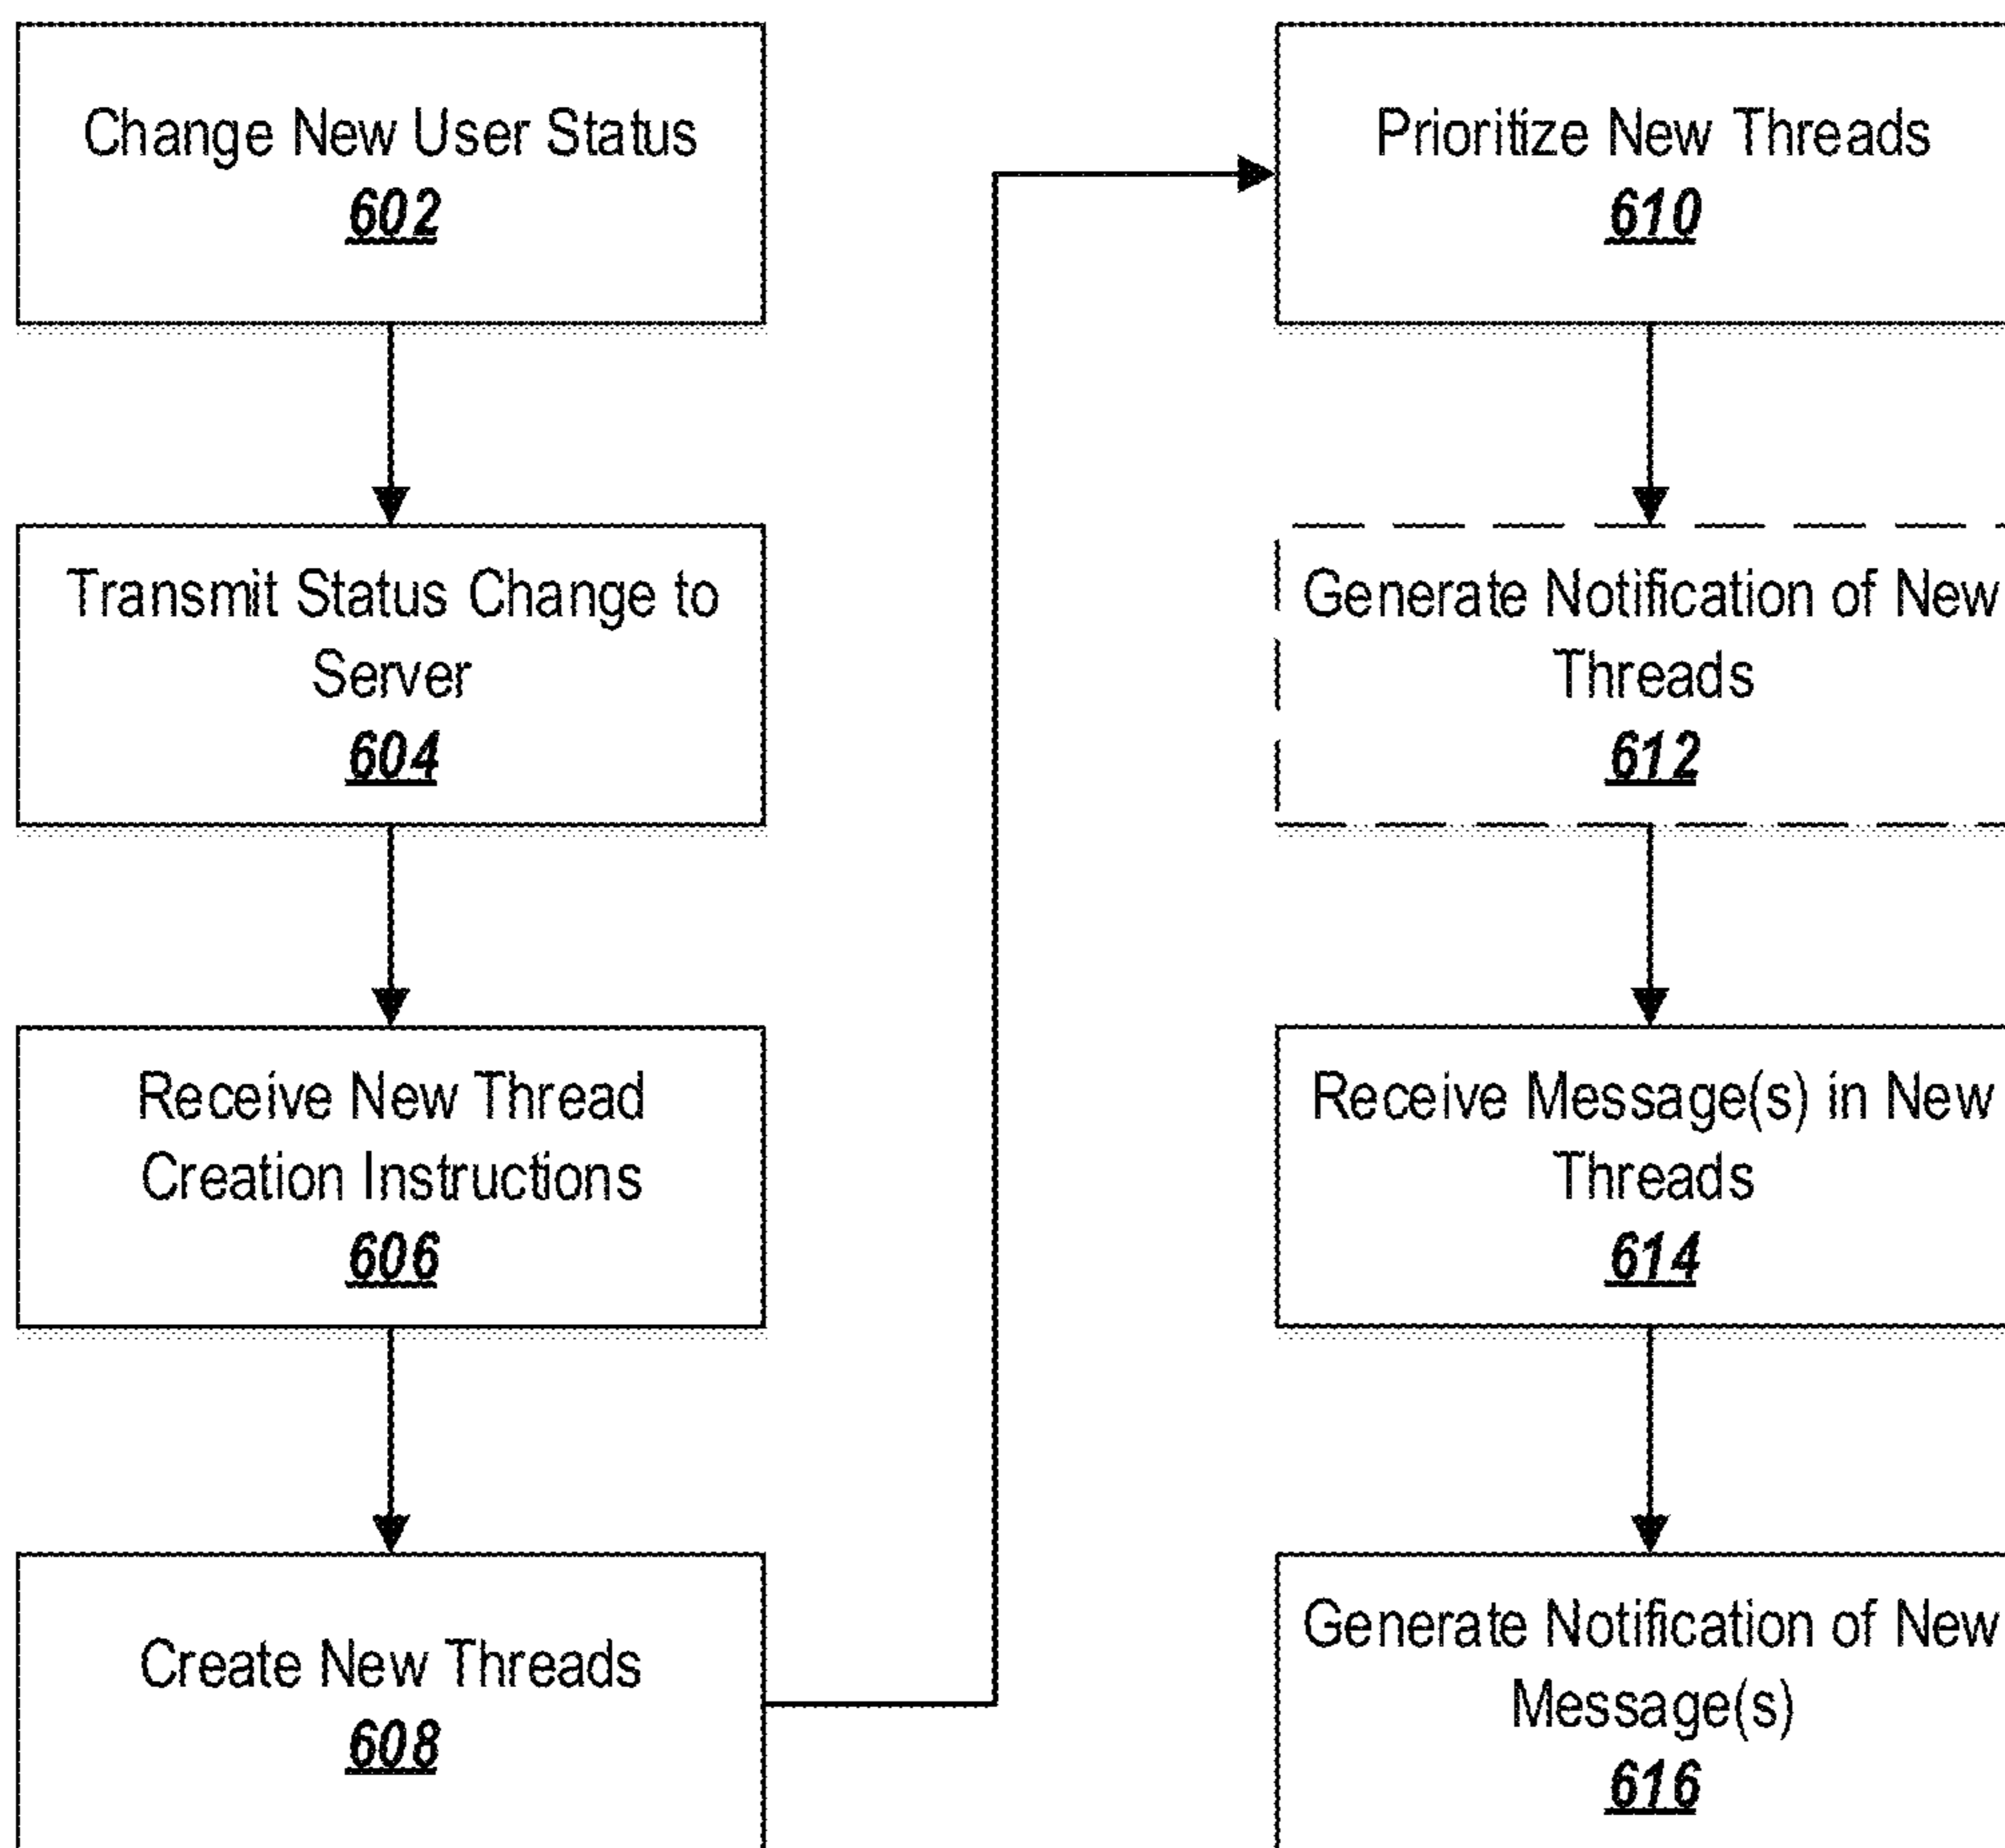 Change New User Status
602
Transmit Status Change to
Server
604
Receive New Thread
Creation Instructions
606
Create New Threads
608
Prioritize New Threads
610
Generate Notification of New
Threads
612
Receive Message(s) in New
Threads
614
Generate Notification of New
Message(s)
616